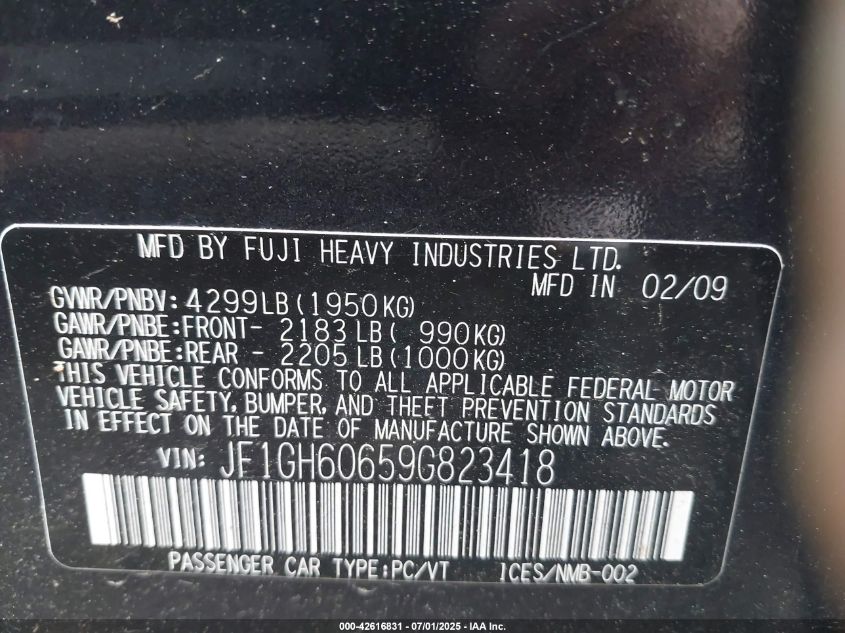 MFD BY FUJI HEAVY INDUSTRIES LTD.
MFD IN 02/09
GVWR/PNBV: 4299LB(1950KG)
GAWR/PNBE:FRONT- 2183LB( 990KG)
GAWR/PNBE:REAR - 2205LB(1000KG)
THIS VEHICLE CONFORMS TO ALL APPLICABLE FEDERAL MOTOR
VEHICLE SAFETY, BUMPER, AND THEFT PREVENTION STANDARDS
IN EFFECT ON THE DATE OF MANUFACTURE SHOWN ABOVE.
VIN: JF1GH60659G823418
PASSENGER CAR TYPE:PC/VT ICES/NMB-002
000-42616831 - 07/01/2025 - IAA Inc.